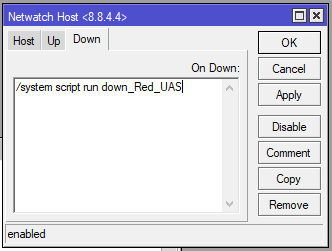 Netwatch Host <8.8.4.4>
Host
Up
Down
On Down:
/system script run down_Red_UAS
OK
Cancel
Apply
Disable
Comment
Copy
Remove
enabled